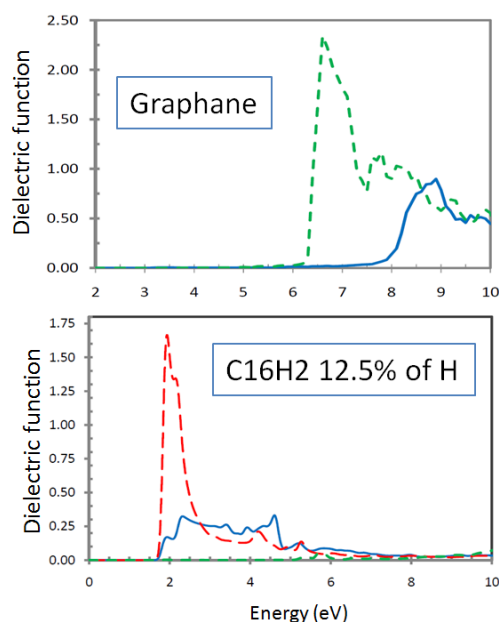 Dielectric function
2.50
2.00
1.50
1.00
0.50
0.00
Graphane
2 3 4 5 6 7 8 9 10
Dielectric function
1.75
1.50
1.25
1.00
0.75
0.50
0.25
0.00
C16H2 12.5% of H
0 2 4 6 8 10
Energy (eV)